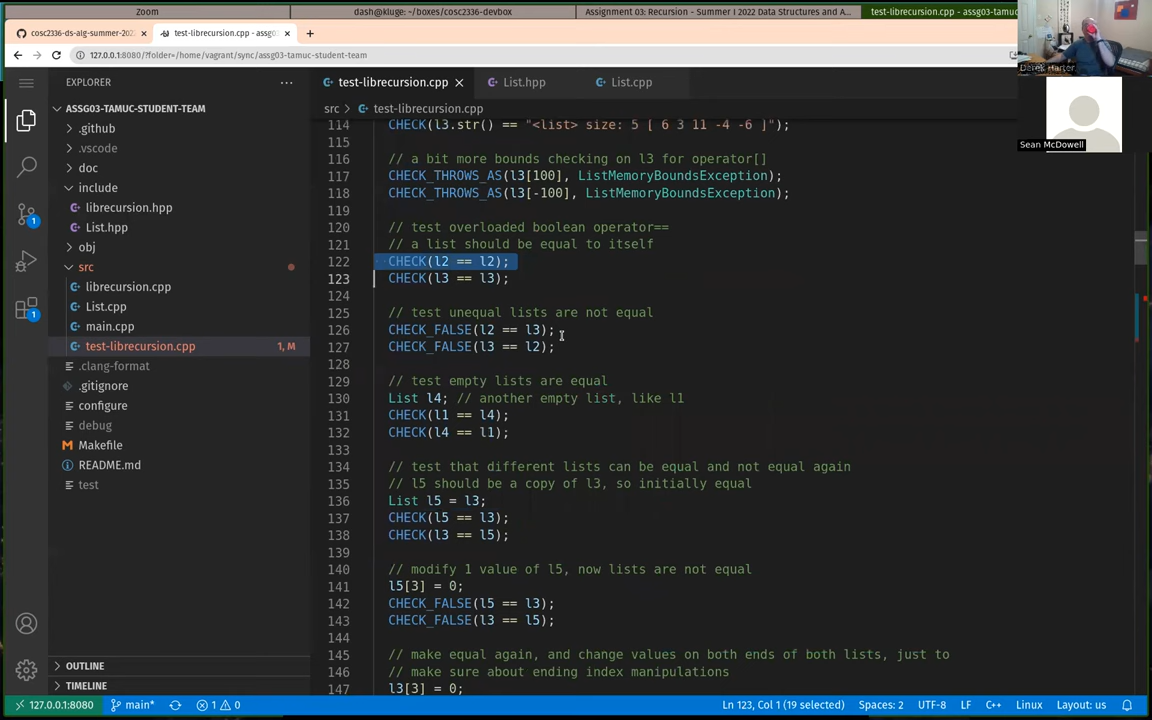 Zoom
dash@kluge: ~/boxes/cosc2336-devbox
Assignment 03: Recursion - Summer I 2022 Data Structures and A...
test-librecursion.cpp - assg03-tamuc
cosc2336-ds-alg-summer-202
test-librecursion.cpp - assg0
127.0.0.1:8080/?folder=/home/vagrant/sync/assg03-tamuc-student-team
Derek Harter
Sean McDowell
EXPLORER
ASSG03-TAMUC-STUDENT-TEAM
.github
.vscode
doc
include
librecursion.hpp
List.hpp
obj
src
librecursion.cpp
List.cpp
main.cpp
test-librecursion.cpp 1, M
.clang-format
.gitignore
configure
debug
Makefile
README.md
test
OUTLINE
TIMELINE
1
1
test-librecursion.cpp
List.hpp
List.cpp
src > test-librecursion.cpp
114 CHECK(l3.str() == "<list> size: 5 [ 6 3 11 -4 -6 ]");
115
116 // a bit more bounds checking on l3 for operator[]
117 CHECK_THROWS_AS(l3[100], ListMemoryBoundsException);
118 CHECK_THROWS_AS(l3[-100], ListMemoryBoundsException);
119
120 // test overloaded boolean operator==
121 // a list should be equal to itself
122 CHECK(l2 == l2);
123 CHECK(l3 == l3);
124
125 // test unequal lists are not equal
126 CHECK_FALSE(l2 == l3);
127 CHECK_FALSE(l3 == l2);
128
129 // test empty lists are equal
130 List l4; // another empty list, like l1
131 CHECK(l1 == l4);
132 CHECK(l4 == l1);
133
134 // test that different lists can be equal and not equal again
135 // l5 should be a copy of l3, so initially equal
136 List l5 = l3;
137 CHECK(l5 == l3);
138 CHECK(l3 == l5);
139
140 // modify 1 value of l5, now lists are not equal
141 l5[3] = 0;
142 CHECK_FALSE(l5 == l3);
143 CHECK_FALSE(l3 == l5);
144
145 // make equal again, and change values on both ends of both lists, just to
146 // make sure about ending index manipulations
147 l3[3] = 0;
127.0.0.1:8080 main* 1 0 Ln 123, Col 1 (19 selected) Spaces: 2 UTF-8 LF C++ Linux Layout: us